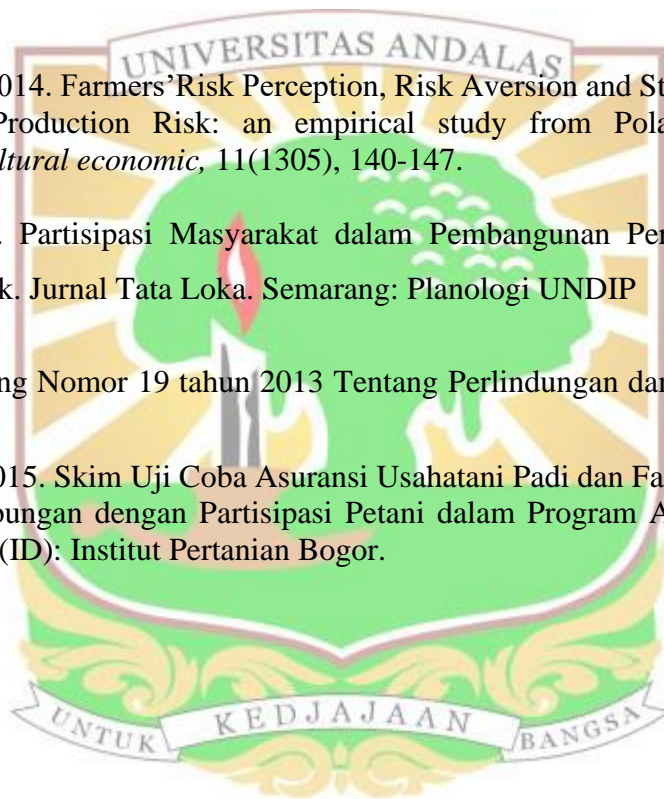 UNIVERSITAS ANDALAS
014. Farmers'Risk Perception, Risk Aversion and St
Production Risk: an empirical study from Pola
ltural economic, 11(1305), 140-147.
. Partisipasi Masyarakat dalam Pembangunan Per
k. Jurnal Tata Loka. Semarang: Planologi UNDIP
ng Nomor 19 tahun 2013 Tentang Perlindungan dan
015. Skim Uji Coba Asuransi Usahatani Padi dan Fa
bungan dengan Partisipasi Petani dalam Program A
(ID): Institut Pertanian Bogor.
UNTUK KEDJAJAAN BANGSA